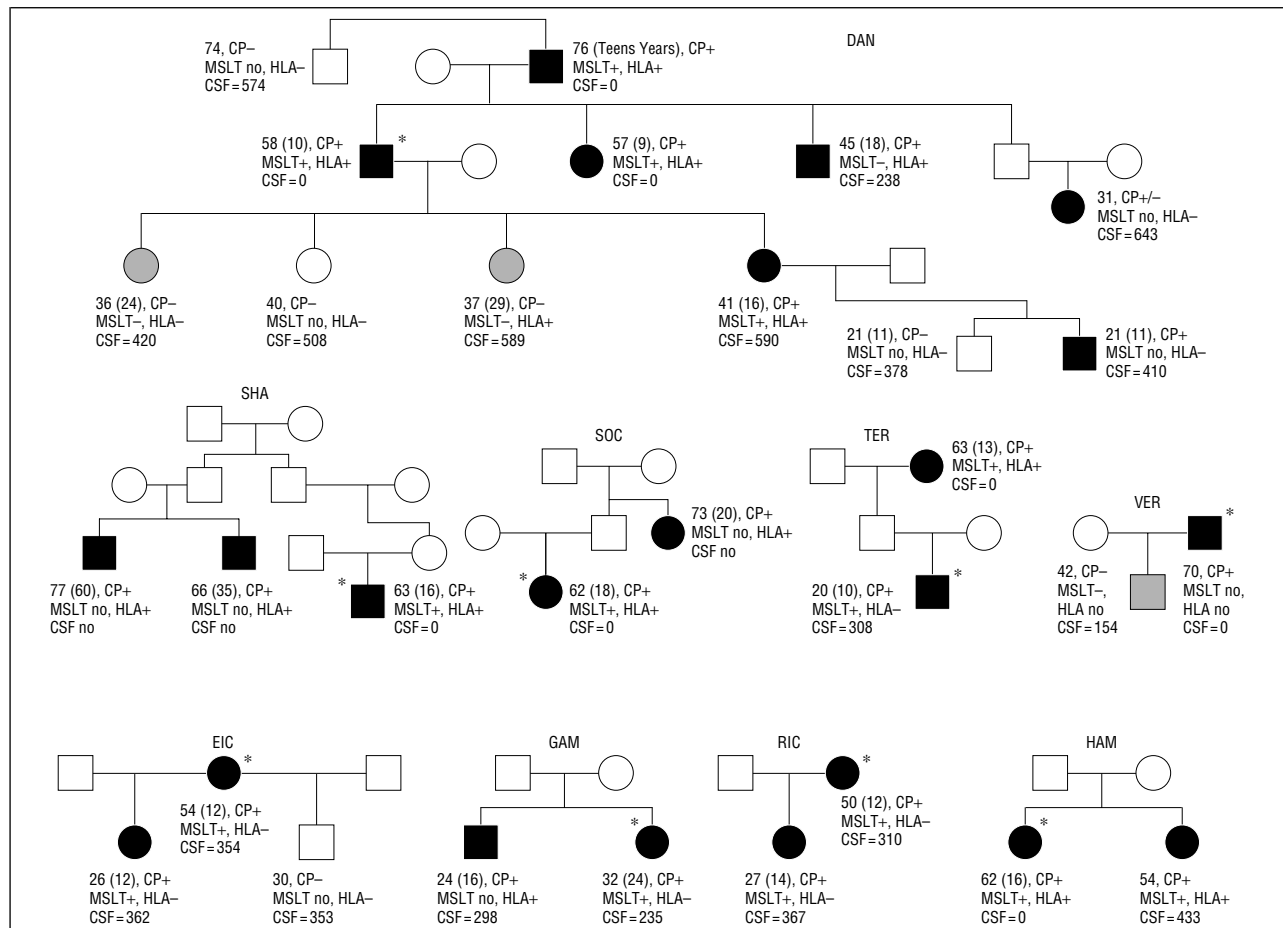 DAN
74, CP–
MSLT no, HLA–
CSF=574
76 (Teens Years), CP+
MSLT+, HLA+
CSF=0
58 (10), CP+
MSLT+, HLA+
CSF=0
*
57 (9), CP+
MSLT+, HLA+
CSF=0
45 (18), CP+
MSLT–, HLA+
CSF=238
31, CP+/–
MSLT no, HLA–
CSF=643
36 (24), CP–
MSLT–, HLA–
CSF=420
40, CP–
MSLT no, HLA–
CSF=508
37 (29), CP–
MSLT–, HLA+
CSF=589
41 (16), CP+
MSLT+, HLA+
CSF=590
21 (11), CP–
MSLT no, HLA–
CSF=378
21 (11), CP+
MSLT no, HLA–
CSF=410
SHA
77 (60), CP+
MSLT no, HLA+
CSF no
66 (35), CP+
MSLT no, HLA+
CSF no
*
63 (16), CP+
MSLT+, HLA+
CSF=0
SOC
73 (20), CP+
MSLT no, HLA+
CSF no
*
62 (18), CP+
MSLT+, HLA+
CSF=0
TER
63 (13), CP+
MSLT+, HLA+
CSF=0
*
20 (10), CP+
MSLT+, HLA–
CSF=308
VER
*
42, CP–
MSLT–,
HLA no
CSF=154
70, CP+
MSLT no,
HLA no
CSF=0
EIC
*
54 (12), CP+
MSLT+, HLA–
CSF=354
26 (12), CP+
MSLT+, HLA–
CSF=362
30, CP–
MSLT no, HLA–
CSF=353
GAM
24 (16), CP+
MSLT no, HLA+
CSF=298
*
32 (24), CP+
MSLT+, HLA–
CSF=235
RIC
*
50 (12), CP+
MSLT+, HLA–
CSF=310
27 (14), CP+
MSLT+, HLA–
CSF=367
HAM
*
62 (16), CP+
MSLT+, HLA+
CSF=0
54, CP+
MSLT+, HLA+
CSF=433